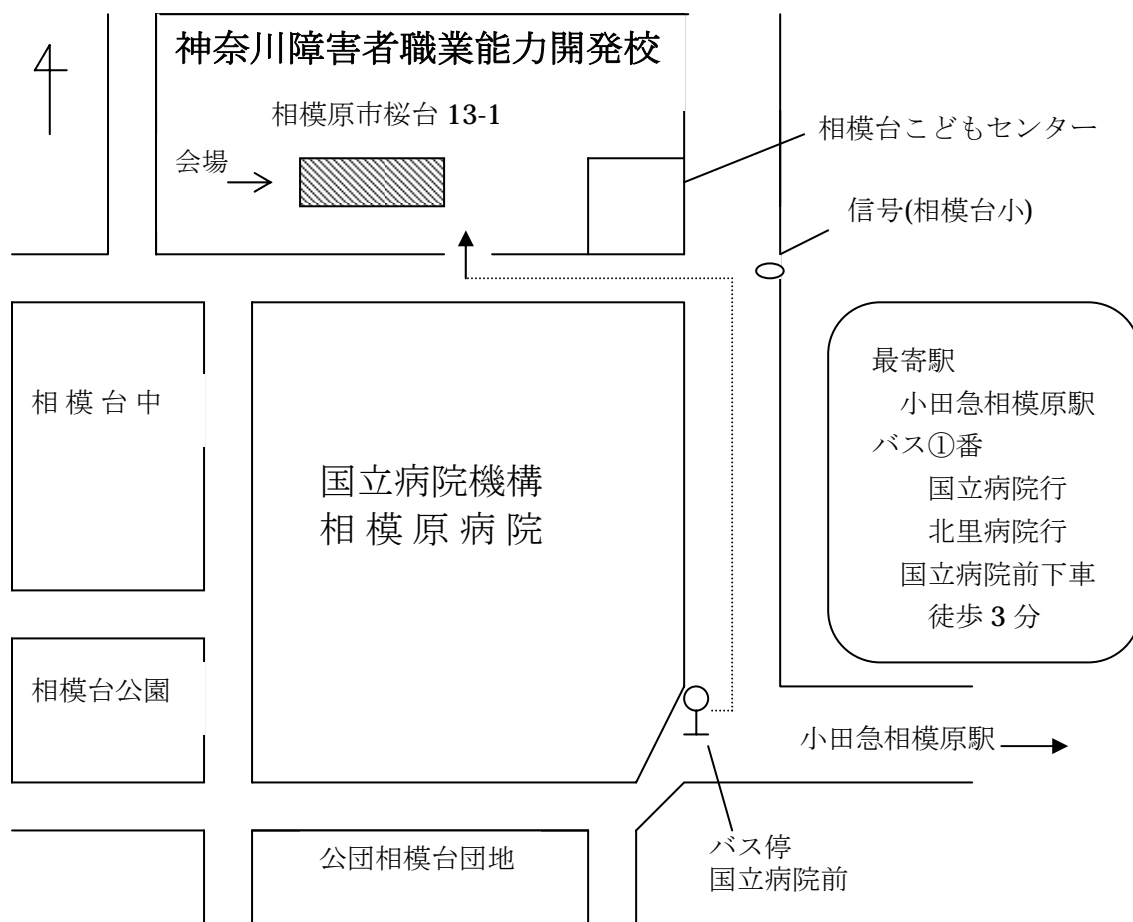 神奈川障害者職業能力開発校
相模原市桜台 13-1
会場
相模台こどもセンター
信号(相模台小)
相模台中
国立病院機構
相模原病院
最寄駅
小田急相模原駅
バス①番
国立病院行
北里病院行
国立病院前下車
徒歩 3 分
相模台公園
小田急相模原駅
公団相模台団地
バス停
国立病院前